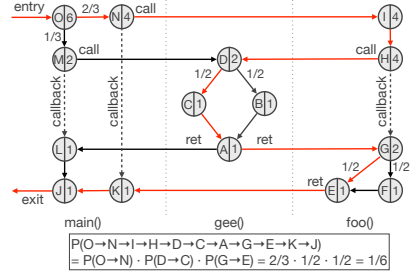 entry
O 6
2/3
N 4
call
I 4
1/3
M 2
call
D 2
call
H 4
1/2
1/2
C 1
B 1
callback
callback
callback
L 1
ret
A 1
ret
G 2
1/2
1/2
J 1
K 1
ret
E 1
F 1
exit
main()
gee()
foo()
P(O→N→I→H→D→C→A→G→E→K→J)
= P(O→N) · P(D→C) · P(G→E) = 2/3 · 1/2 · 1/2 = 1/6